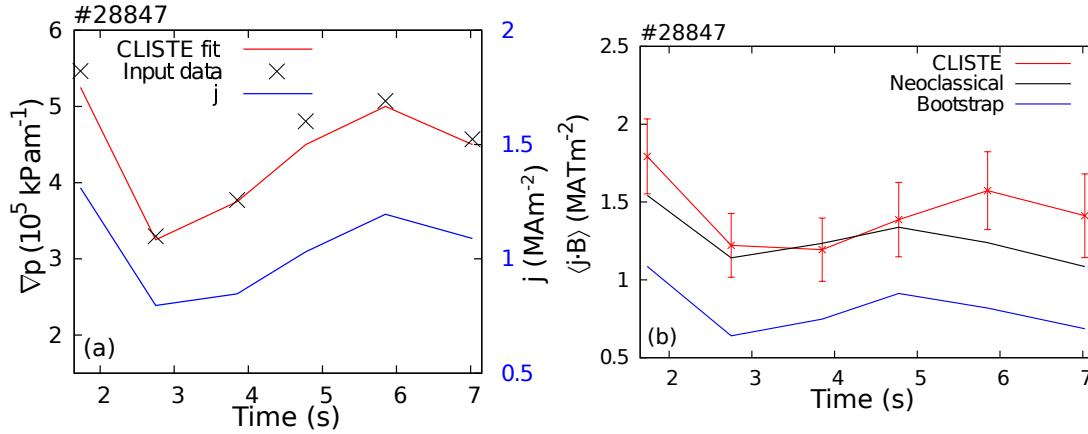 #28847
CLISTE fit
Input data
j
6
5
4
3
2
∇p (10⁵ kPam⁻¹)
2
1.5
1
0.5
j (MAm⁻²)
(a)
2 3 4 5 6 7
Time (s)
#28847
CLISTE
Neoclassical
Bootstrap
2.5
2
1.5
1
0.5
⟨j·B⟩ (MATm⁻²)
(b)
2 3 4 5 6 7
Time (s)